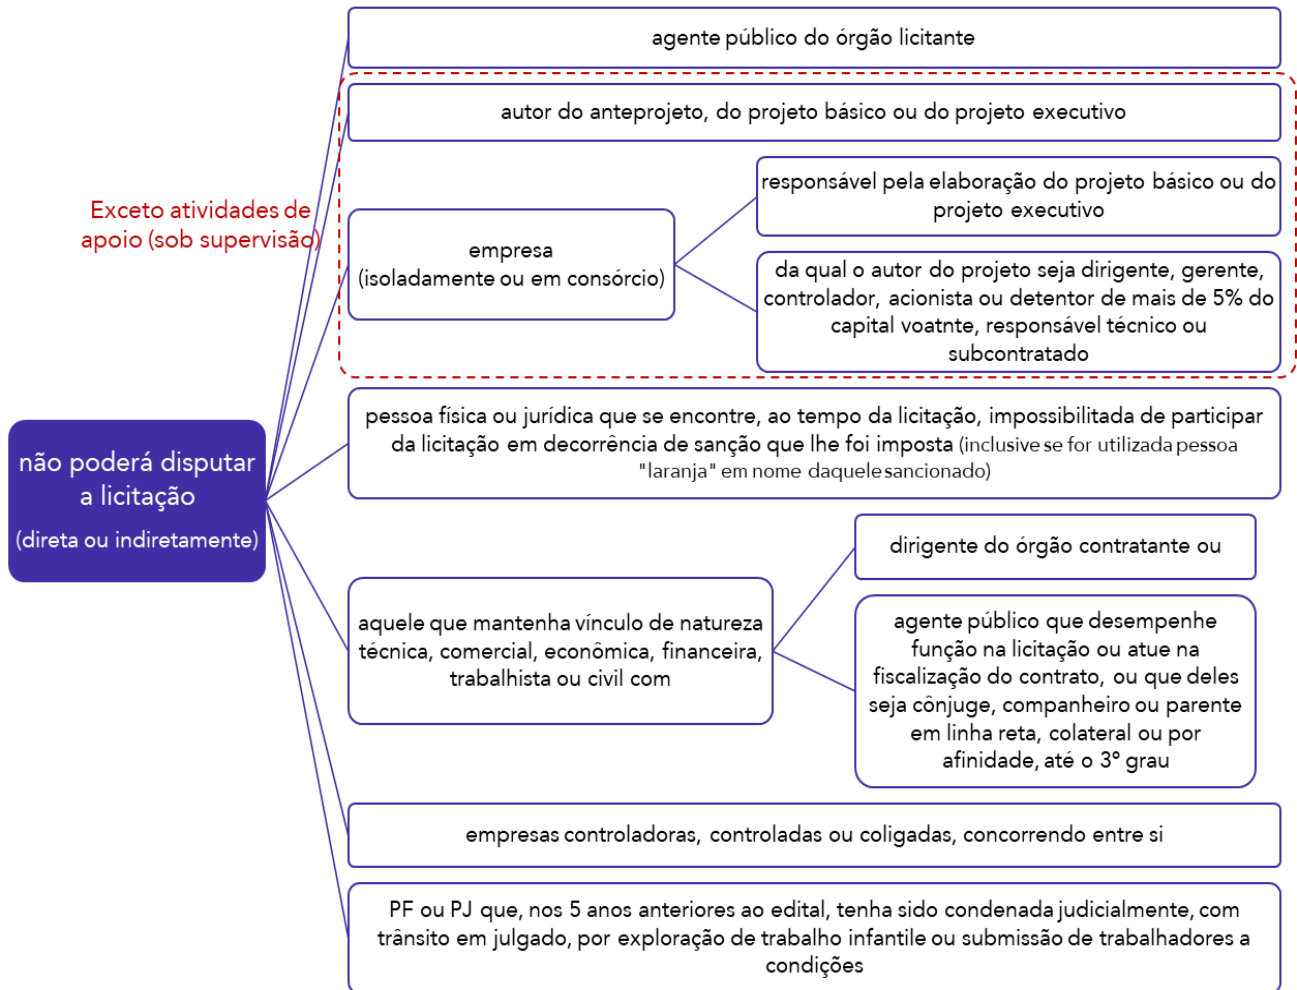 agente público do órgão licitante
autor do anteprojeto, do projeto básico ou do projeto executivo
Exceto atividades de
apoio (sob supervisão)
empresa
(isoladamente ou em consórcio)
responsável pela elaboração do projeto básico ou do
projeto executivo
da qual o autor do projeto seja dirigente, gerente,
controlador, acionista ou detentor de mais de 5% do
capital voatnte, responsável técnico ou
subcontratado
não poderá disputar
a licitação
(direta ou indiretamente)
pessoa física ou jurídica que se encontre, ao tempo da licitação, impossibilitada de participar
da licitação em decorrência de sanção que lhe foi imposta (inclusive se for utilizada pessoa
"laranja" em nome daquele sancionado)
aquele que mantenha vínculo de natureza
técnica, comercial, econômica, financeira,
trabalhista ou civil com
dirigente do órgão contratante ou
agente público que desempenhe
função na licitação ou atue na
fiscalização do contrato, ou que deles
seja cônjuge, companheiro ou parente
em linha reta, colateral ou por
afinidade, até o 3º grau
empresas controladoras, controladas ou coligadas, concorrendo entre si
PF ou PJ que, nos 5 anos anteriores ao edital, tenha sido condenada judicialmente, com
trânsito em julgado, por exploração de trabalho infantile ou submissão de trabalhadores a
condições